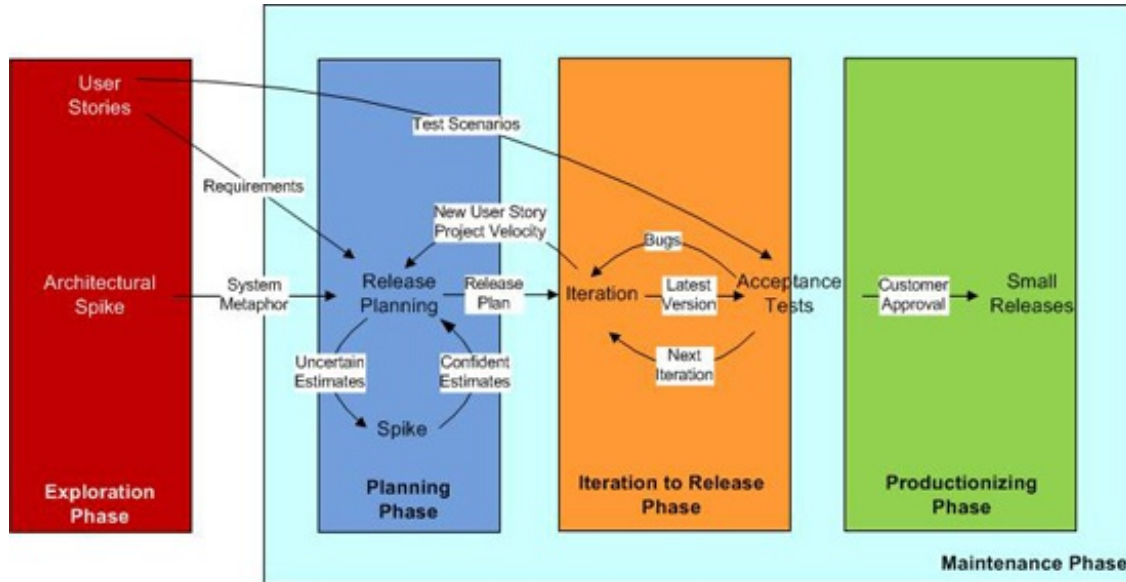 User
Stories
Test Scenarios
Requirements
New User Story
Project Velocity
Bugs
Architectural
Spike
System
Metaphor
Release
Planning
Release
Plan
Iteration
Latest
Version
Acceptance
Tests
Customer
Approval
Small
Releases
Uncertain
Estimates
Confident
Estimates
Next
Iteration
Spike
Exploration
Phase
Planning
Phase
Iteration to Release
Phase
Productionizing
Phase
Maintenance Phase